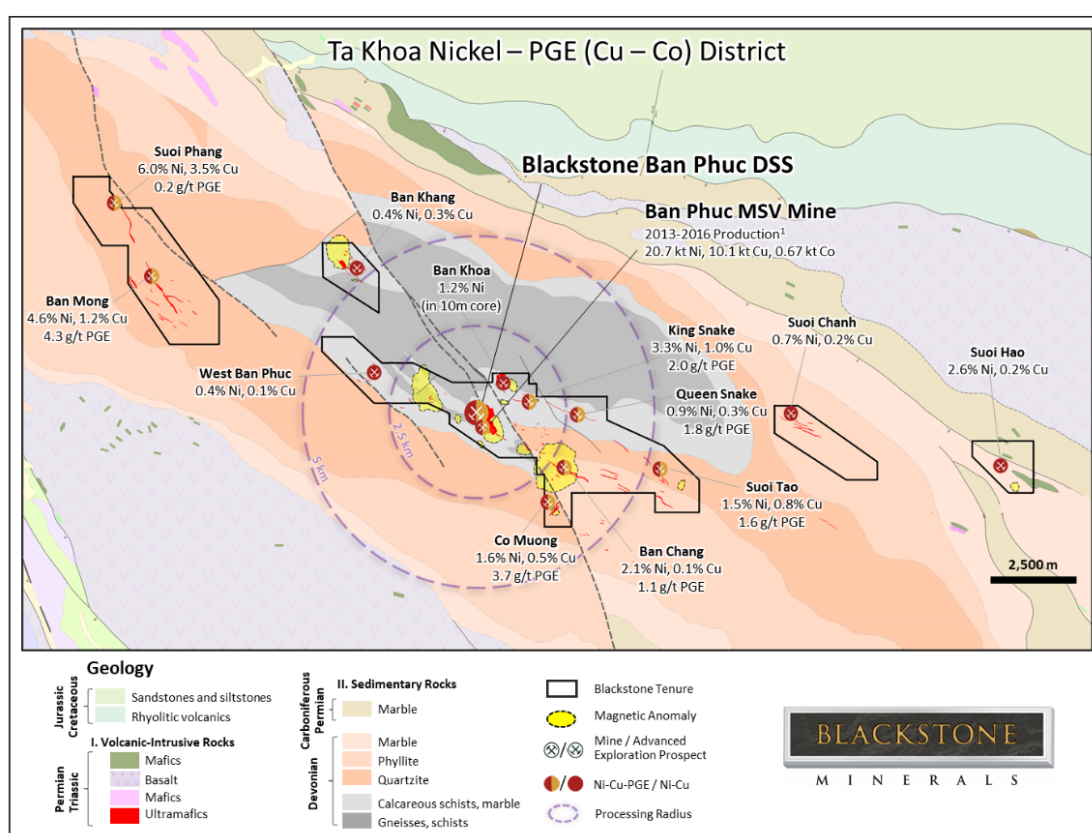 Ta Khoa Nickel – PGE (Cu – Co) District
Blackstone Ban Phuc DSS
Suoi Phang
6.0% Ni, 3.5% Cu
0.2 g/t PGE
Ban Khang
0.4% Ni, 0.3% Cu
Ban Phuc MSV Mine
2013-2016 Production¹
20.7 kt Ni, 10.1 kt Cu, 0.67 kt Co
Ban Khoa
1.2% Ni
(in 10m core)
Ban Mong
4.6% Ni, 1.2% Cu
4.3 g/t PGE
King Snake
3.3% Ni, 1.0% Cu
2.0 g/t PGE
Suoi Chanh
0.7% Ni, 0.2% Cu
Suoi Hao
2.6% Ni, 0.2% Cu
West Ban Phuc
0.4% Ni, 0.1% Cu
Queen Snake
0.9% Ni, 0.3% Cu
1.8 g/t PGE
2.5 km
5 km
Suoi Tao
1.5% Ni, 0.8% Cu
1.6 g/t PGE
Co Muong
1.6% Ni, 0.5% Cu
3.7 g/t PGE
Ban Chang
2.1% Ni, 0.1% Cu
1.1 g/t PGE
2,500 m
Geology
Jurassic
Cretaceous
Sandstones and siltstones
Rhyolitic volcanics
I. Volcanic-Intrusive Rocks
Permian
Triassic
Mafics
Basalt
Mafics
Ultramafics
II. Sedimentary Rocks
Carboniferous
Permian
Marble
Devonian
Marble
Phyllite
Quartzite
Calcareous schists, marble
Gneisses, schists
Blackstone Tenure
Magnetic Anomaly
Mine / Advanced
Exploration Prospect
Ni-Cu-PGE / Ni-Cu
Processing Radius
BLACKSTONE
MINERALS